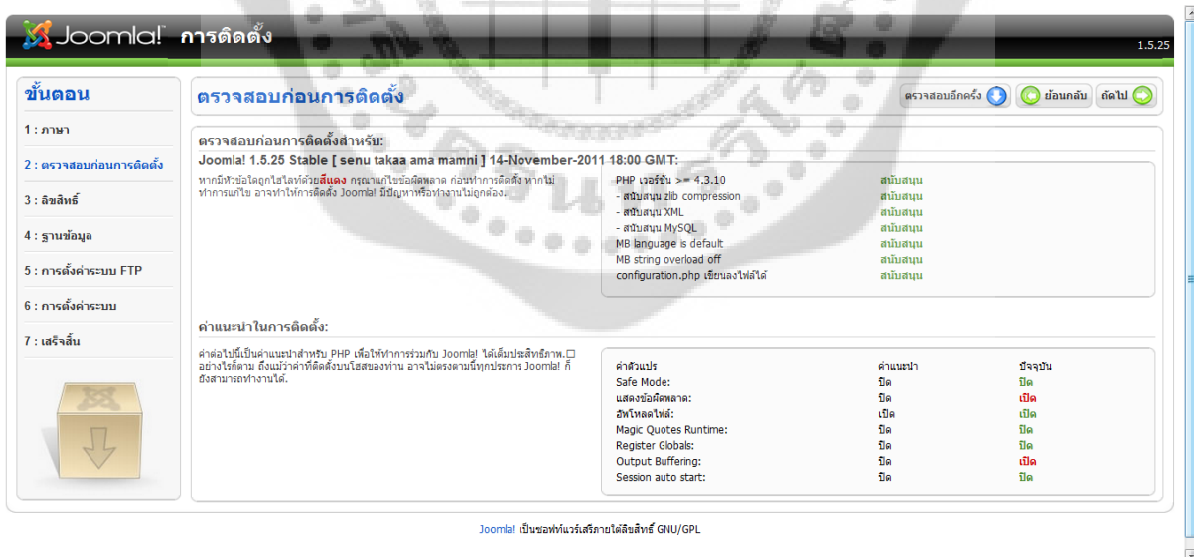 Joomla!™ การติดตั้ง
1.5.25
ขั้นตอน
1 : ภาษา
2 : ตรวจสอบก่อนการติดตั้ง
3 : ลิขสิทธิ์
4 : ฐานข้อมูล
5 : การตั้งค่าระบบ FTP
6 : การตั้งค่าระบบ
7 : เสร็จสิ้น
ตรวจสอบก่อนการติดตั้ง
ตรวจสอบอีกครั้ง ย้อนกลับ ถัดไป
ตรวจสอบก่อนการติดตั้งสำหรับ:
Joomla! 1.5.25 Stable [ senu takaa ama mamni ] 14-November-2011 18:00 GMT:
หากมีหัวข้อใดถูกไฮไลท์ด้วยสีแดง กรุณาแก้ไขข้อผิดพลาด ก่อนทำการติดตั้ง หากไม่
ทำการแก้ไข อาจทำให้การติดตั้ง Joomla! มีปัญหาหรือทำงานไม่ถูกต้อง.
PHP เวอร์ชั่น >= 4.3.10 สนับสนุน
- สนับสนุน zlib compression สนับสนุน
- สนับสนุน XML สนับสนุน
- สนับสนุน MySQL สนับสนุน
MB language is default สนับสนุน
MB string overload off สนับสนุน
configuration.php เขียนลงไฟล์ได้ สนับสนุน
ค่าแนะนำในการติดตั้ง:
ค่าต่อไปนี้เป็นค่าแนะนำสำหรับ PHP เพื่อให้ทำการร่วมกับ Joomla! ได้เต็มประสิทธิภาพ.□
อย่างไรก็ตาม ถึงแม้ว่าค่าที่ติดตั้งบนโฮสของท่าน อาจไม่ตรงตามนี้ทุกประการ Joomla! ก็
ยังสามารถทำงานได้.
ค่าตัวแปร ค่าแนะนำ ปัจจุบัน
Safe Mode: ปิด ปิด
แสดงข้อผิดพลาด: ปิด เปิด
อัพโหลดไฟล์: เปิด เปิด
Magic Quotes Runtime: ปิด ปิด
Register Globals: ปิด ปิด
Output Buffering: ปิด เปิด
Session auto start: ปิด ปิด
Joomla! เป็นซอฟท์แวร์เสรีภายใต้ลิขสิทธิ์ GNU/GPL